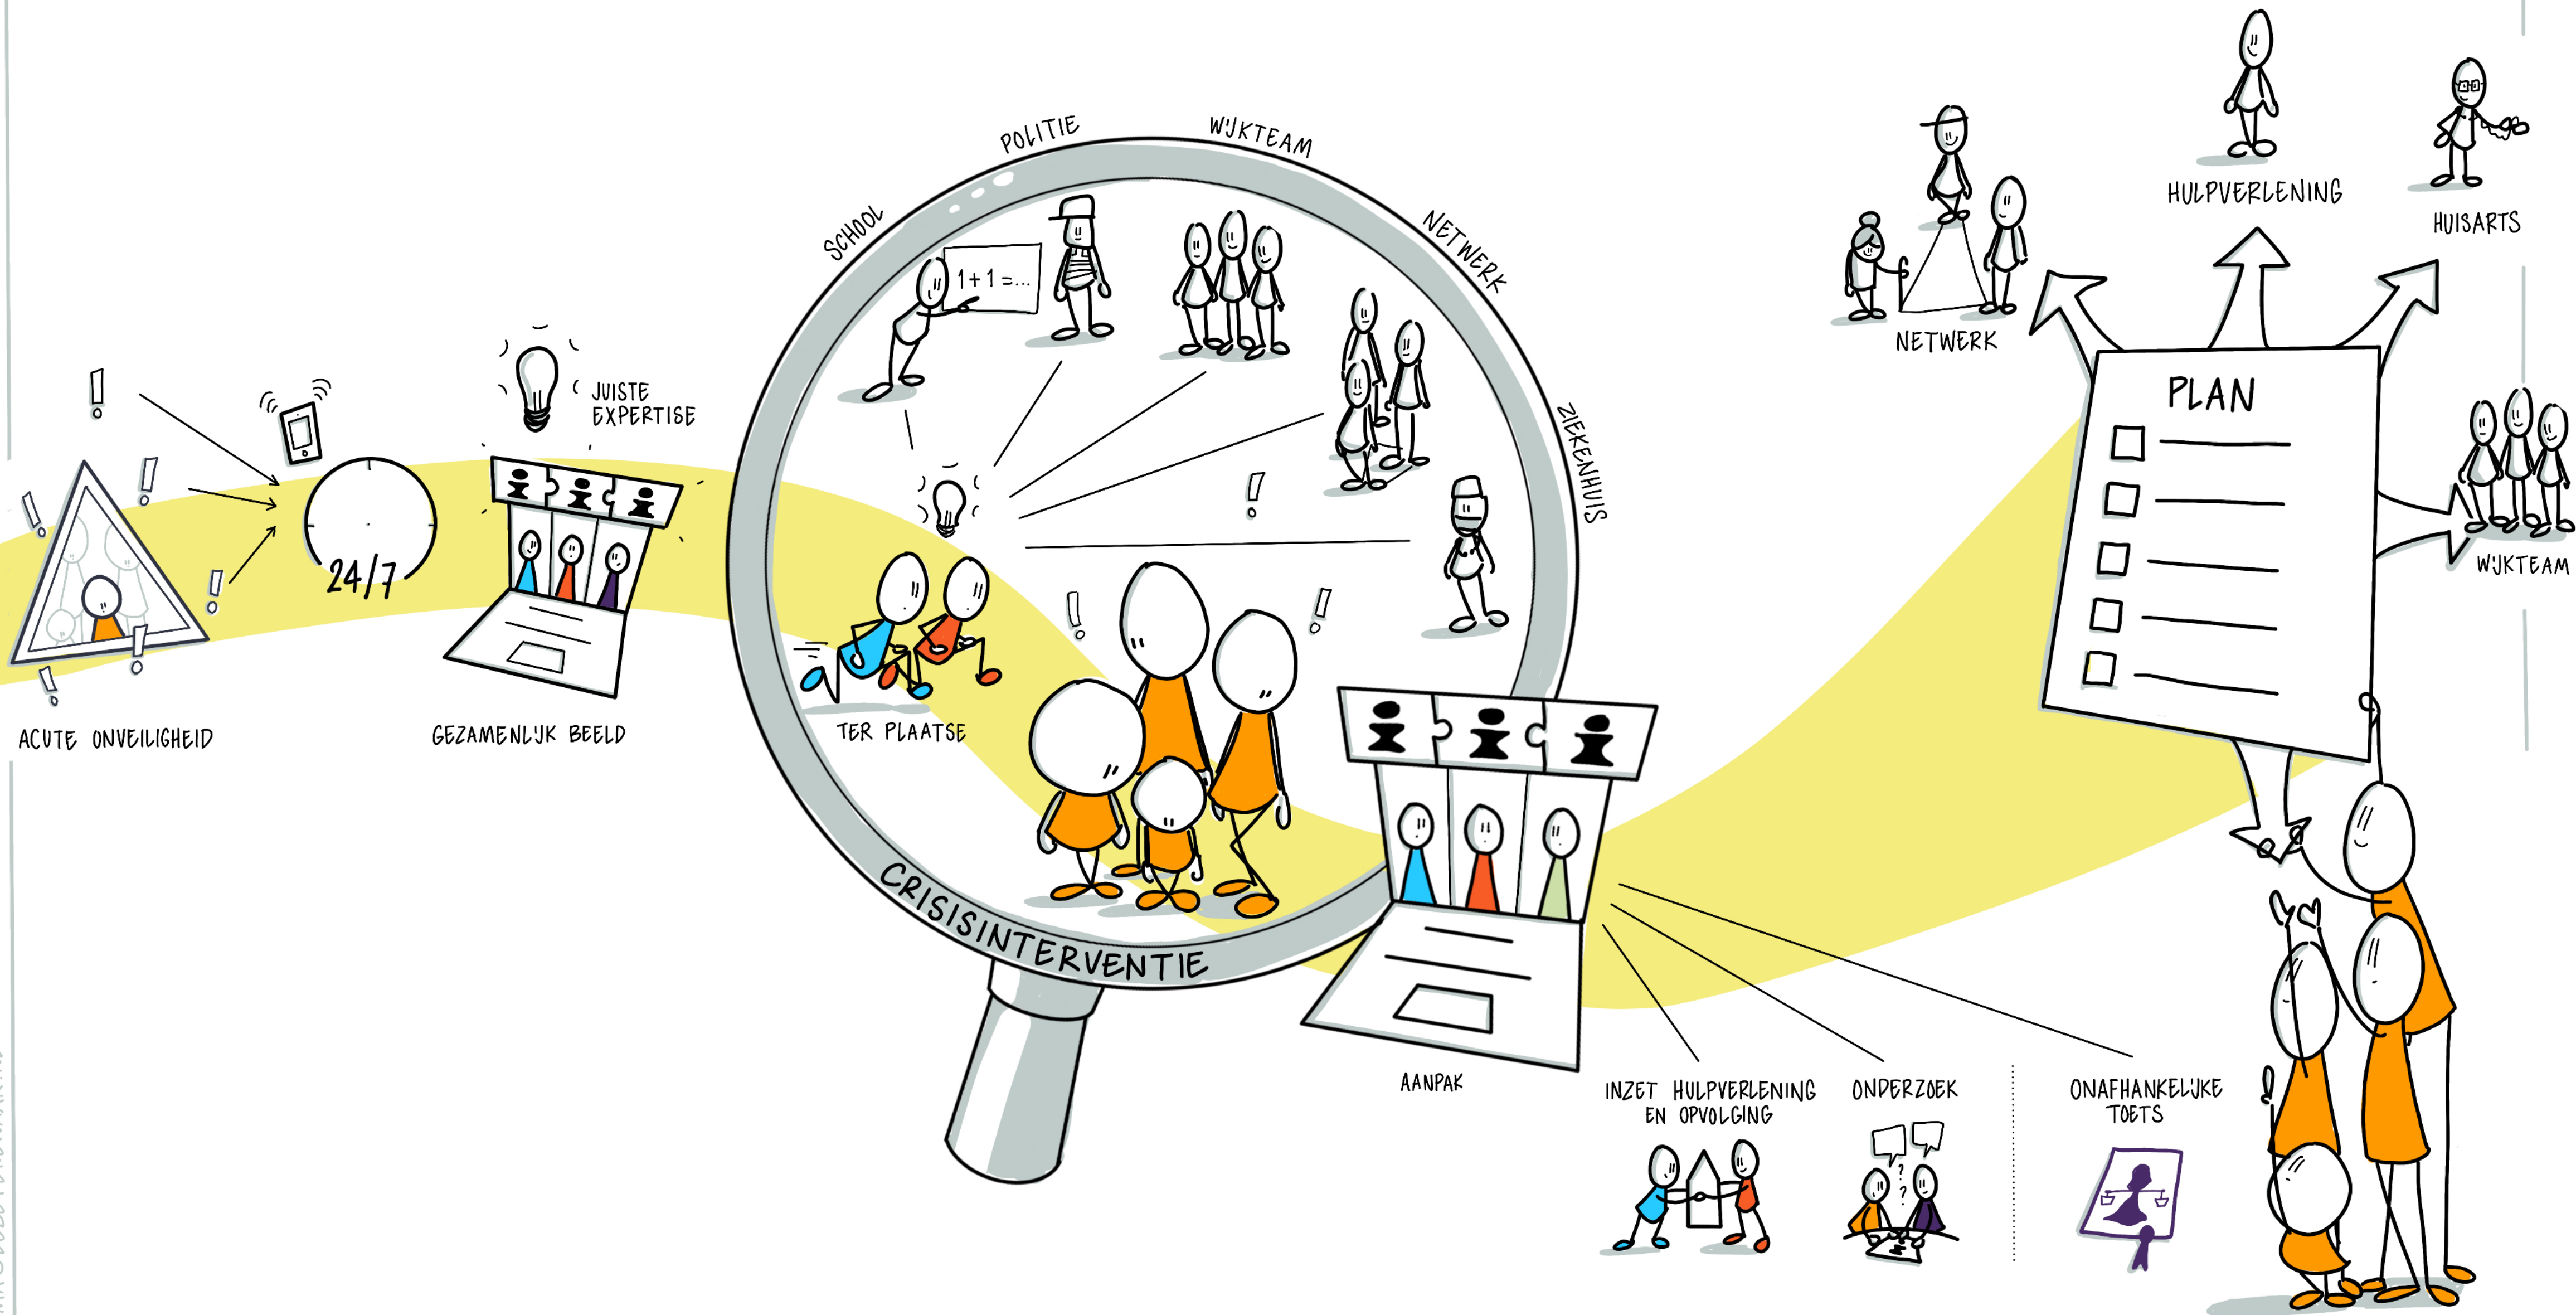 24/7
JUISTE
EXPERTISE
ACUTE ONVEILIGHEID
GEZAMENLIJK BEELD
SCHOOL
POLITIE
WIJKTEAM
NETWERK
ZIEKENHUIS
1+1=...
TER PLAATSE
CRISISINTERVENTIE
AANPAK
INZET HULPVERLENING
EN OPVOLGING
ONDERZOEK
ONAFHANKELIJKE
TOETS
NETWERK
HULPVERLENING
HUISARTS
PLAN
WIJKTEAM